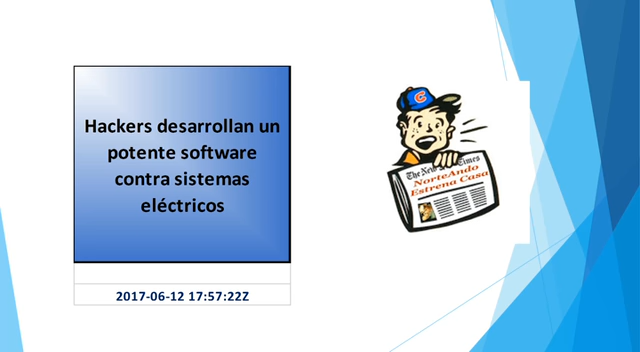 Hackers desarrollan un
potente software
contra sistemas
eléctricos
2017-06-12 17:57:22Z
C
The New Times
NorteAndo
Estrena Casa